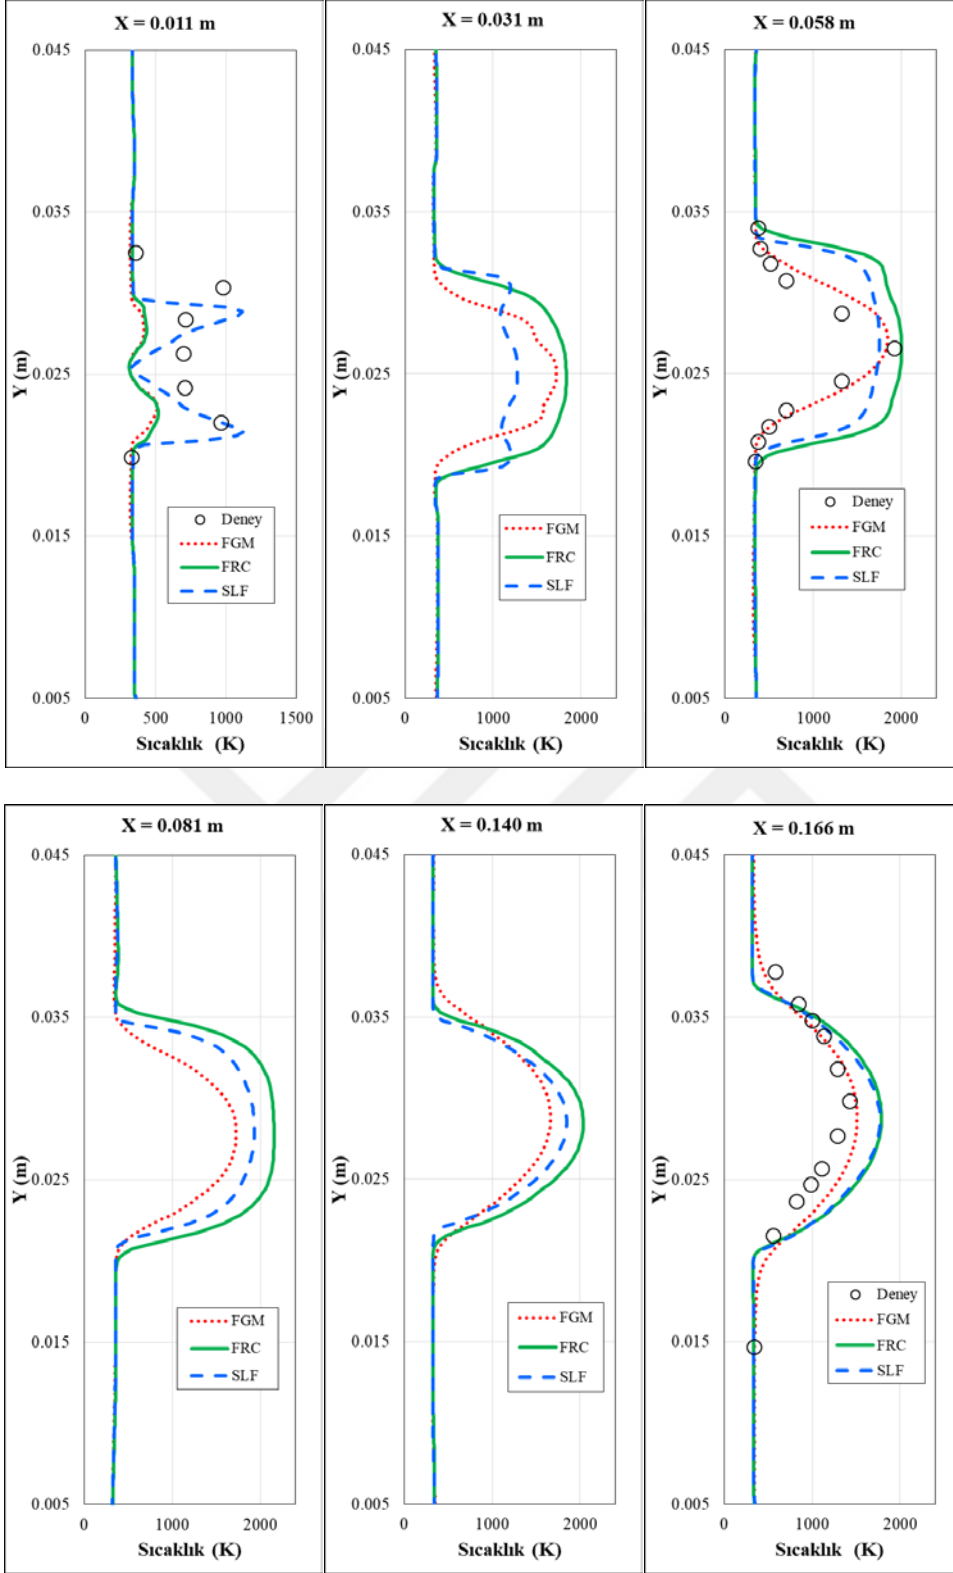 X = 0.011 m
0.045
0.035
0.025
0.015
0.005
Y (m)
Deney
FGM
FRC
SLF
0
500
1000
1500
Sıcaklık (K)
X = 0.031 m
0.045
0.035
0.025
0.015
0.005
Y (m)
FGM
FRC
SLF
0
1000
2000
Sıcaklık (K)
X = 0.058 m
0.045
0.035
0.025
0.015
0.005
Y (m)
Deney
FGM
FRC
SLF
0
1000
2000
Sıcaklık (K)
X = 0.081 m
0.045
0.035
0.025
0.015
0.005
Y (m)
FGM
FRC
SLF
0
1000
2000
Sıcaklık (K)
X = 0.140 m
0.045
0.035
0.025
0.015
0.005
Y (m)
FGM
FRC
SLF
0
1000
2000
Sıcaklık (K)
X = 0.166 m
0.045
0.035
0.025
0.015
0.005
Y (m)
Deney
FGM
FRC
SLF
0
1000
2000
Sıcaklık (K)